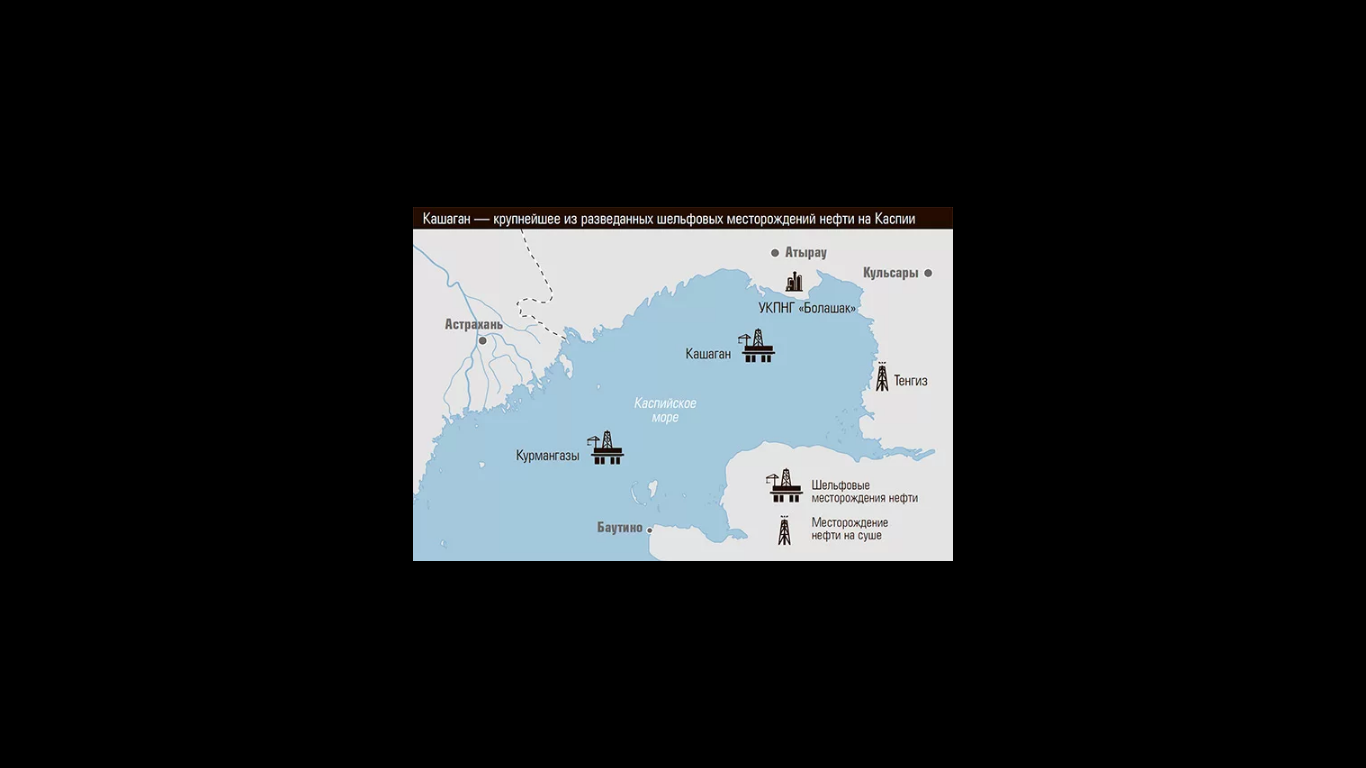 Кашаган — крупнейшее из разведанных шельфовых месторождений нефти на Каспии
Атырау
Кульсары
УКПНГ «Болашак»
Астрахань
Кашаган
Тенгиз
Каспийское
море
Курмангазы
Шельфовые
месторождения нефти
Баутино
Месторождение
нефти на суше